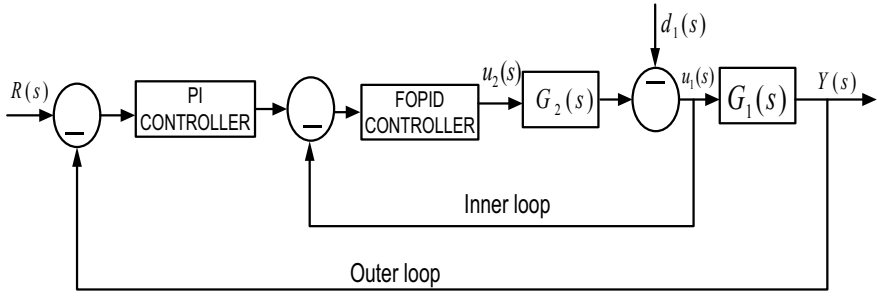 d₁(s)
R(s)
PI
CONTROLLER
FOPID
CONTROLLER
u₂(s)
G₂(s)
u₁(s)
G₁(s)
Y(s)
Inner loop
Outer loop